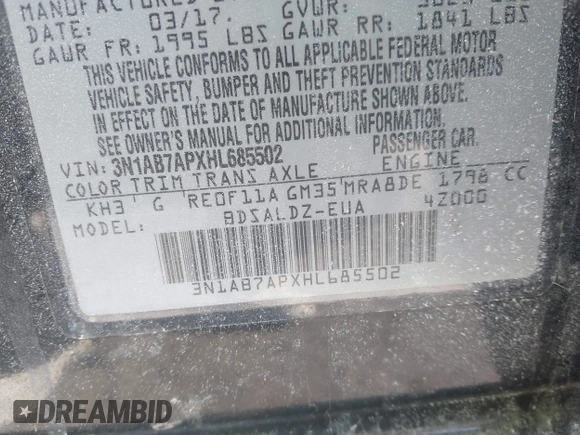 MANUFACTURED
DATE: 03/17. GVWR:
GAWR FR: 1995 LBS GAWR RR: 1841 LBS
THIS VEHICLE CONFORMS TO ALL APPLICABLE FEDERAL MOTOR
VEHICLE SAFETY, BUMPER AND THEFT PREVENTION STANDARDS
IN EFFECT ON THE DATE OF MANUFACTURE SHOWN ABOVE.
SEE OWNER'S MANUAL FOR ADDITIONAL INFORMATION.
VIN: 3N1AB7APXHL685502 PASSENGER CAR.
COLOR TRIM TRANS AXLE ENGINE
KH3 G RE0F11A GM35 MRA8DE 1798 CC
MODEL: BDSALDZ-EUA 4Z000
3N1AB7APXHL685502
DREAMBID